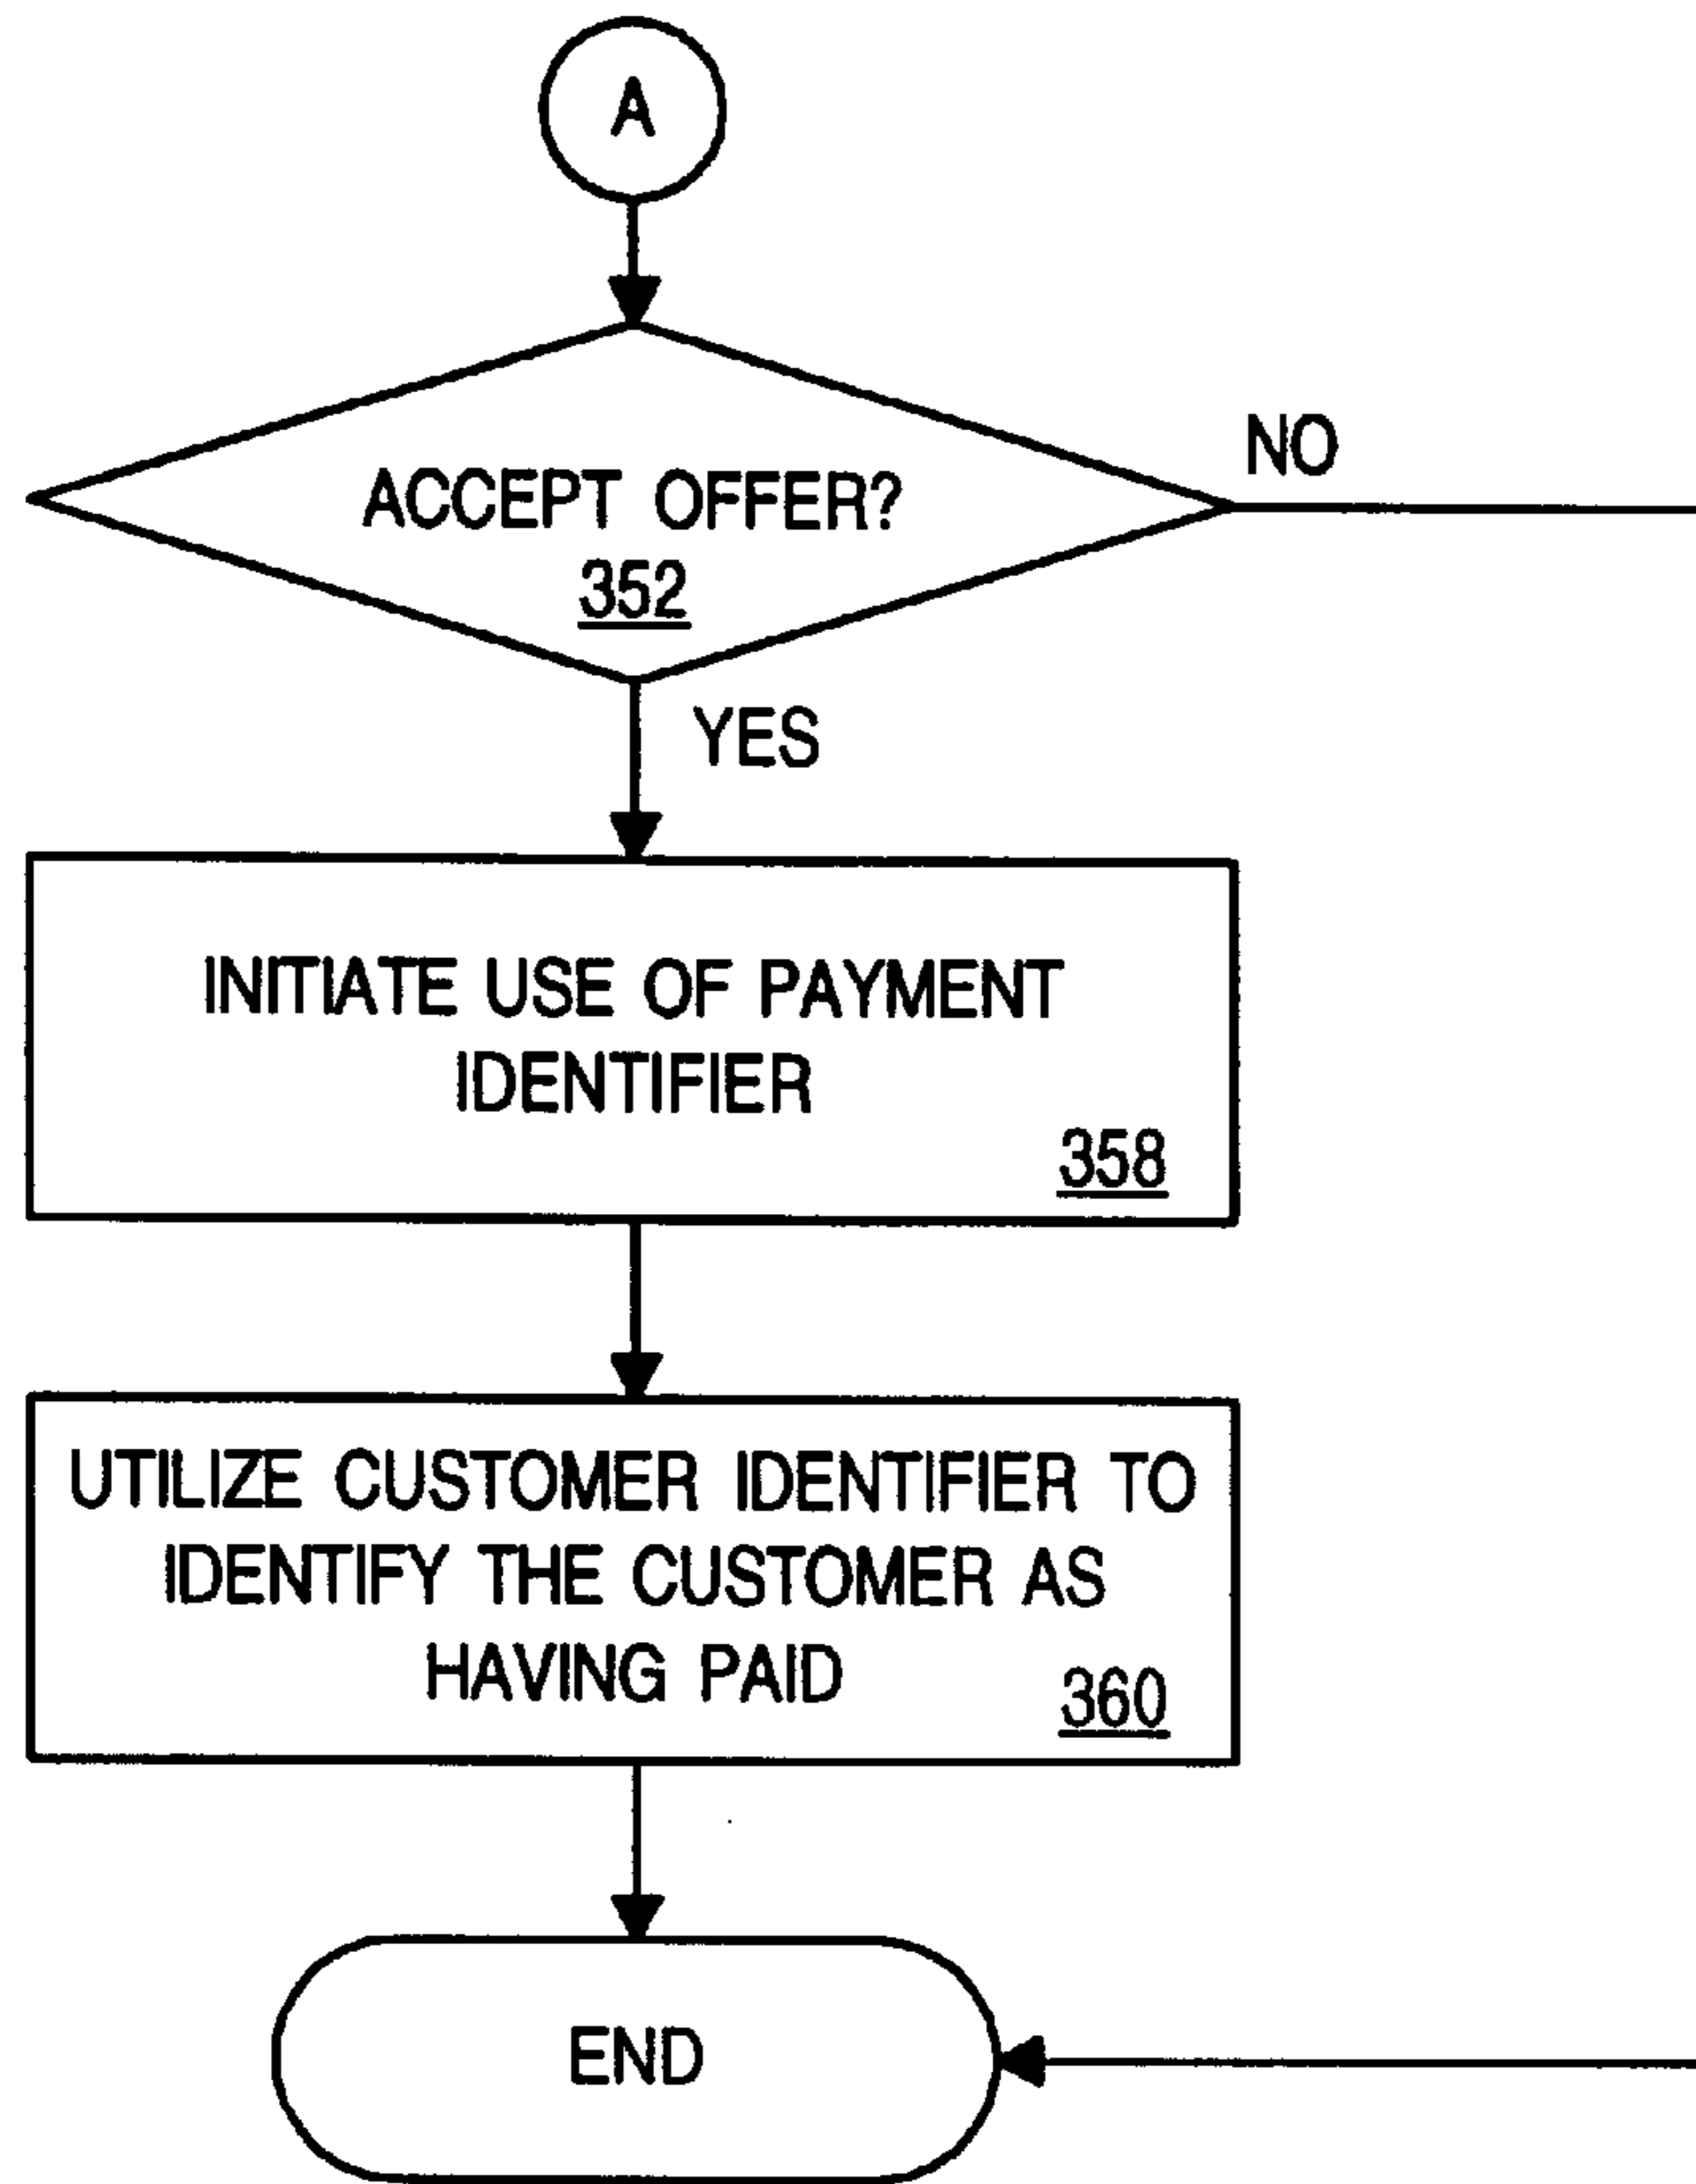 A
ACCEPT OFFER?
352
NO
YES
INITIATE USE OF PAYMENT
IDENTIFIER
358
UTILIZE CUSTOMER IDENTIFIER TO
IDENTIFY THE CUSTOMER AS
HAVING PAID
360
END